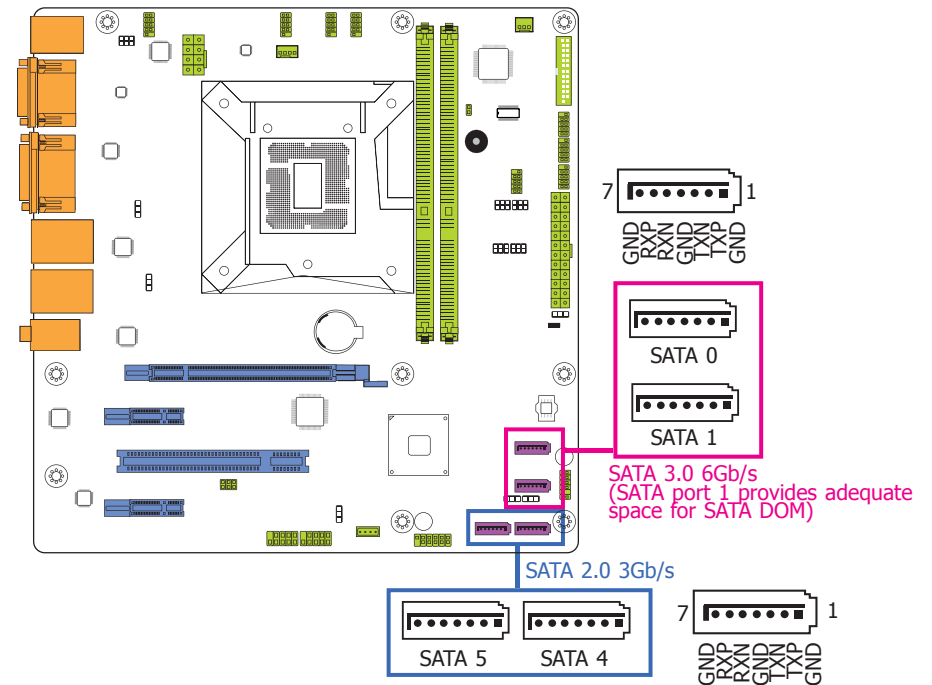 7 1
GND RXP RXN GND TXN TXP GND
SATA 0
SATA 1
SATA 3.0 6Gb/s
(SATA port 1 provides adequate
space for SATA DOM)
SATA 2.0 3Gb/s
SATA 5 SATA 4
7 1
GND RXP RXN GND TXN TXP GND